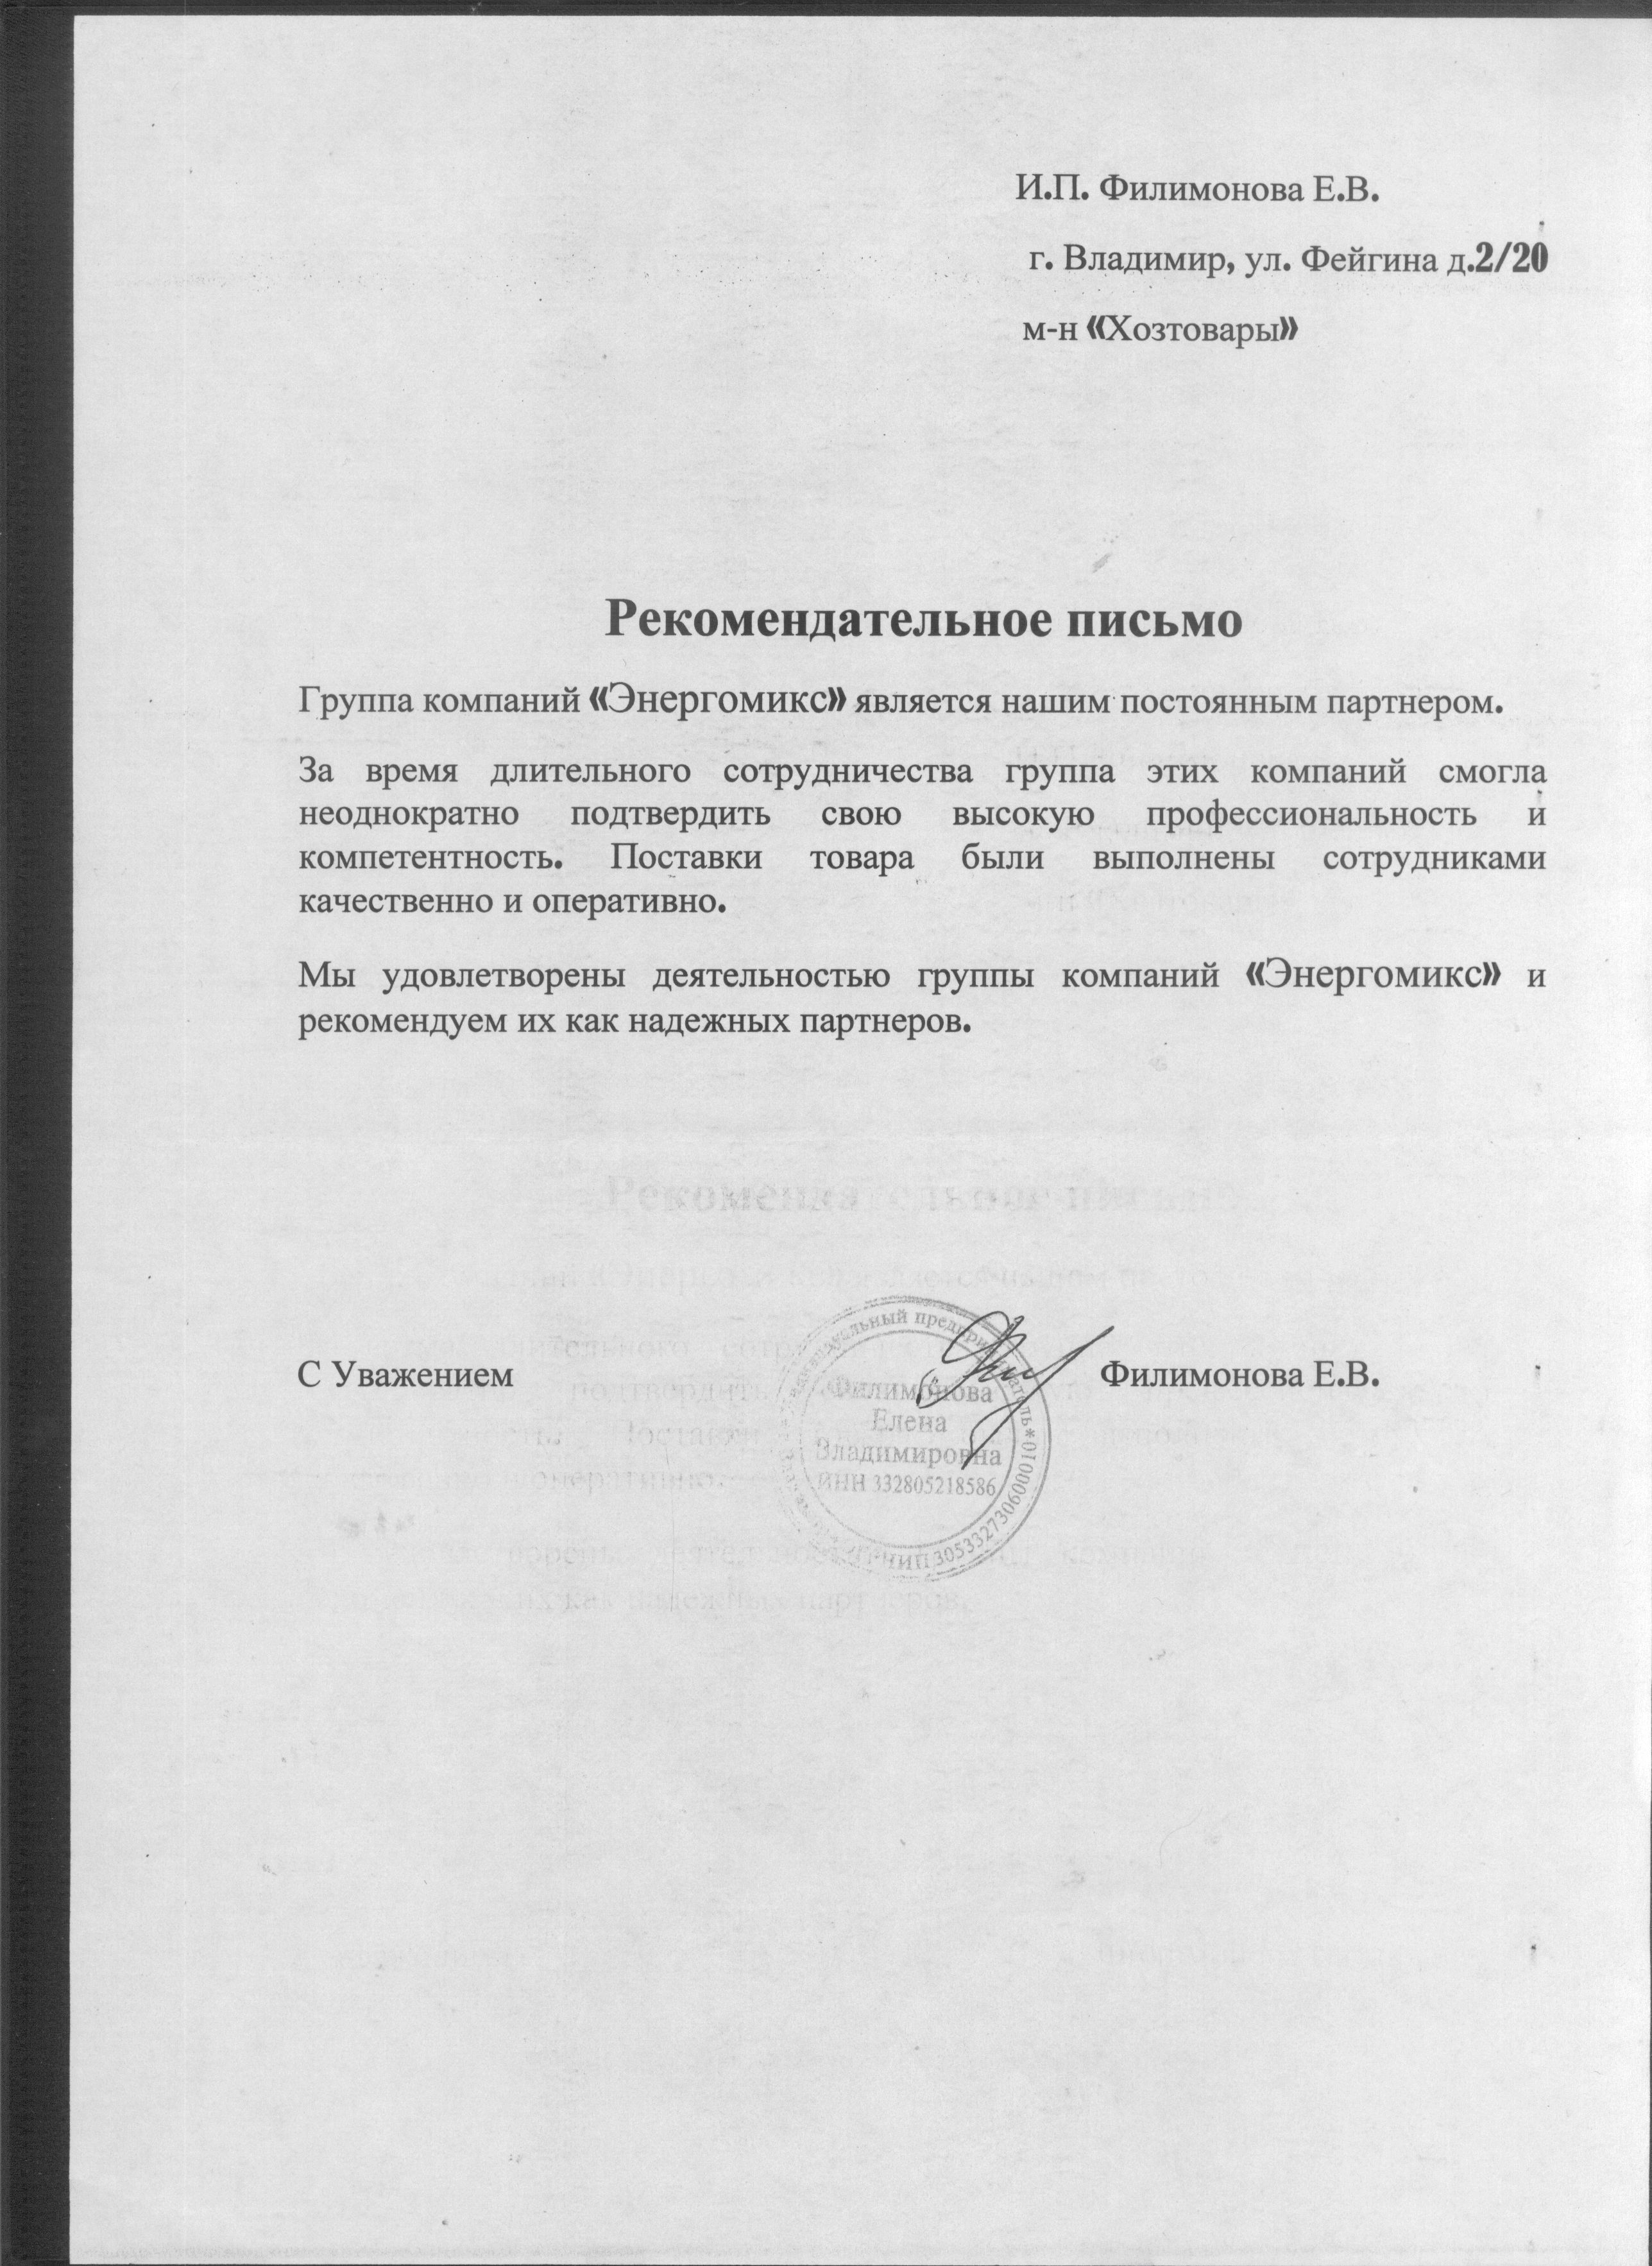 И.П. Филимонова Е.В.
г. Владимир, ул. Фейгина д.2/20
м-н «Хозтовары»
Рекомендательное письмо
Группа компаний «Энергомикс» является нашим постоянным партнером.
За время длительного сотрудничества группа этих компаний смогла
неоднократно подтвердить свою высокую профессиональность и
компетентность. Поставки товара были выполнены сотрудниками
качественно и оперативно.
Мы удовлетворены деятельностью группы компаний «Энергомикс» и
рекомендуем их как надежных партнеров.
С Уважением
Филимонова Е.В.
предприниматель*
Филимонова
Елена
Владимировна
ИНН 332805218586
305332730600010